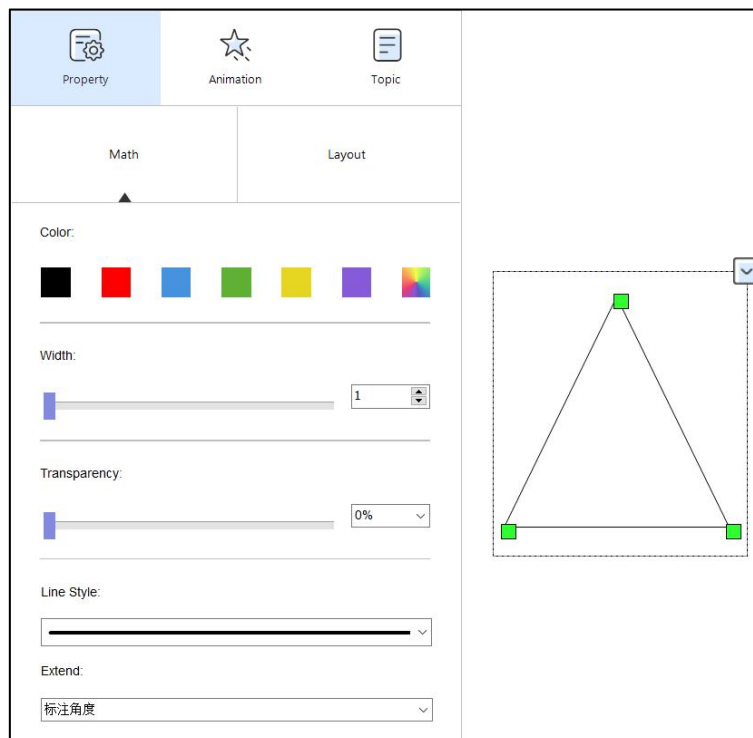 Property Animation Topic
Math Layout
Color:
Width:
1
Transparency:
0%
Line Style:
Extend:
标注角度